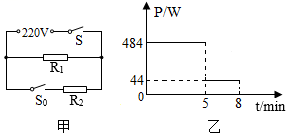 220V S
R₁
S₀ R₂
甲
P/W
484
44
0 5 8 t/min
乙